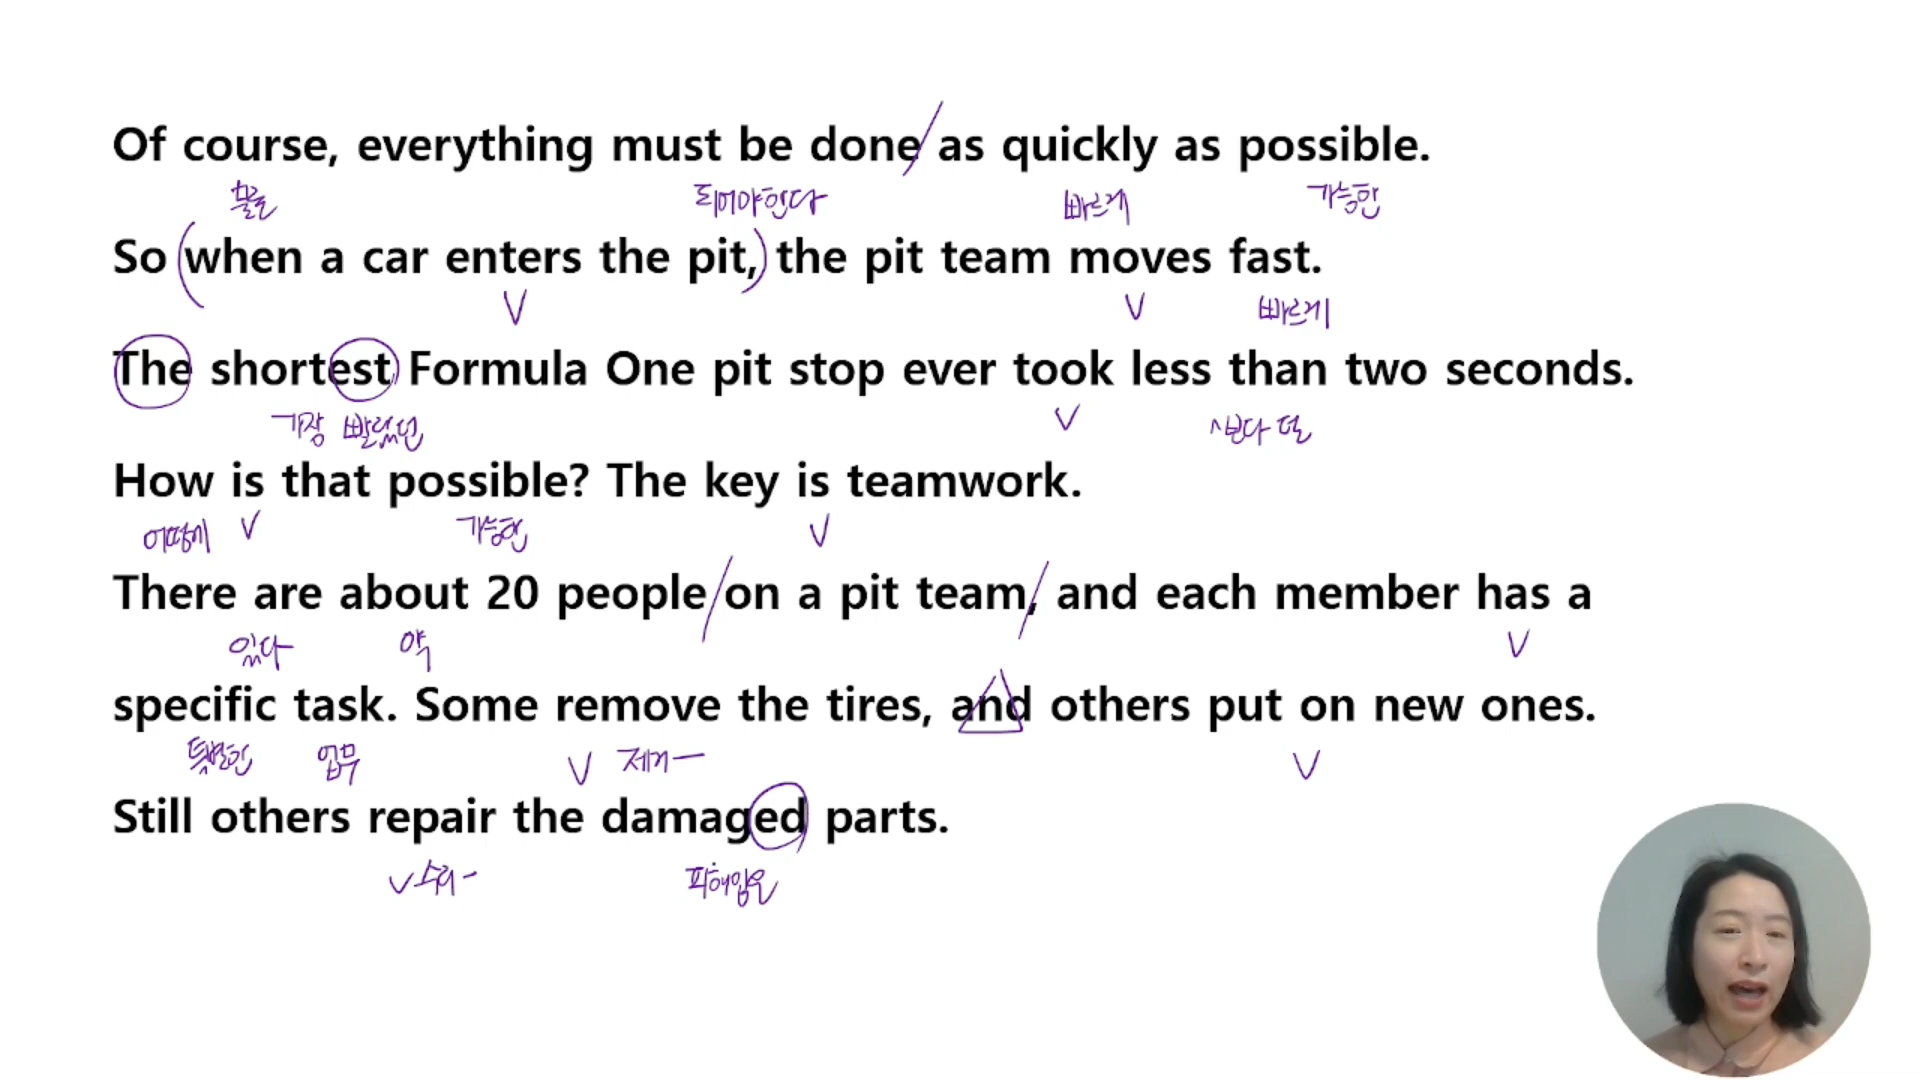 Of course, everything must be done as quickly as possible.
물론 되어야한다 빠르게 가능한
So when a car enters the pit, the pit team moves fast.
V V 빠르게
The shortest Formula One pit stop ever took less than two seconds.
가장 빨랐던 V ~보다 덜
How is that possible? The key is teamwork.
어떻게 V 가능한 V
There are about 20 people on a pit team, and each member has a
있다 약 V
specific task. Some remove the tires, and others put on new ones.
특별한 업무 V 제거 ㅡ V
Still others repair the damaged parts.
V 수리 ㅡ 피해입은